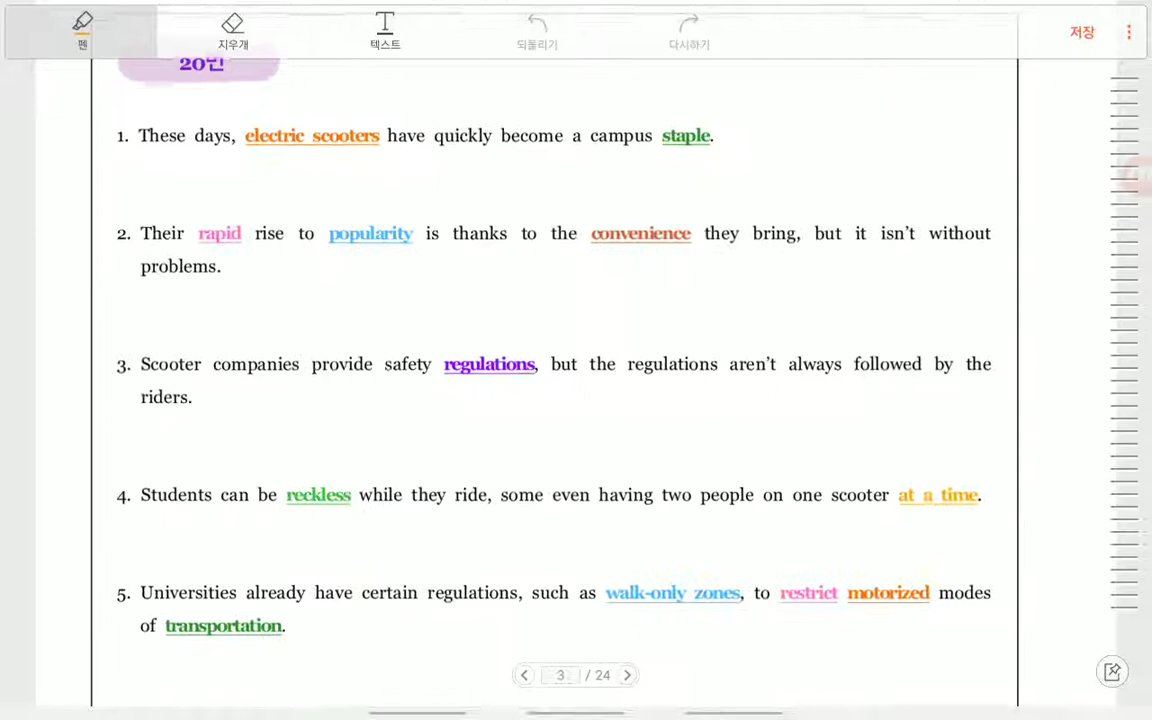 펜
지우개
텍스트
되돌리기
다시하기
저장
20번
1. These days, electric scooters have quickly become a campus staple.
2. Their rapid rise to popularity is thanks to the convenience they bring, but it isn't without
problems.
3. Scooter companies provide safety regulations, but the regulations aren't always followed by the
riders.
4. Students can be reckless while they ride, some even having two people on one scooter at a time.
5. Universities already have certain regulations, such as walk-only zones, to restrict motorized modes
of transportation.
3 / 24